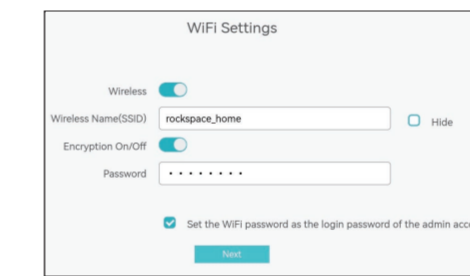 WiFi Settings
Wireless
Wireless Name(SSID) rockspace_home Hide
Encryption On/Off
Password ········
Set the WiFi password as the login password of the admin acco
Next